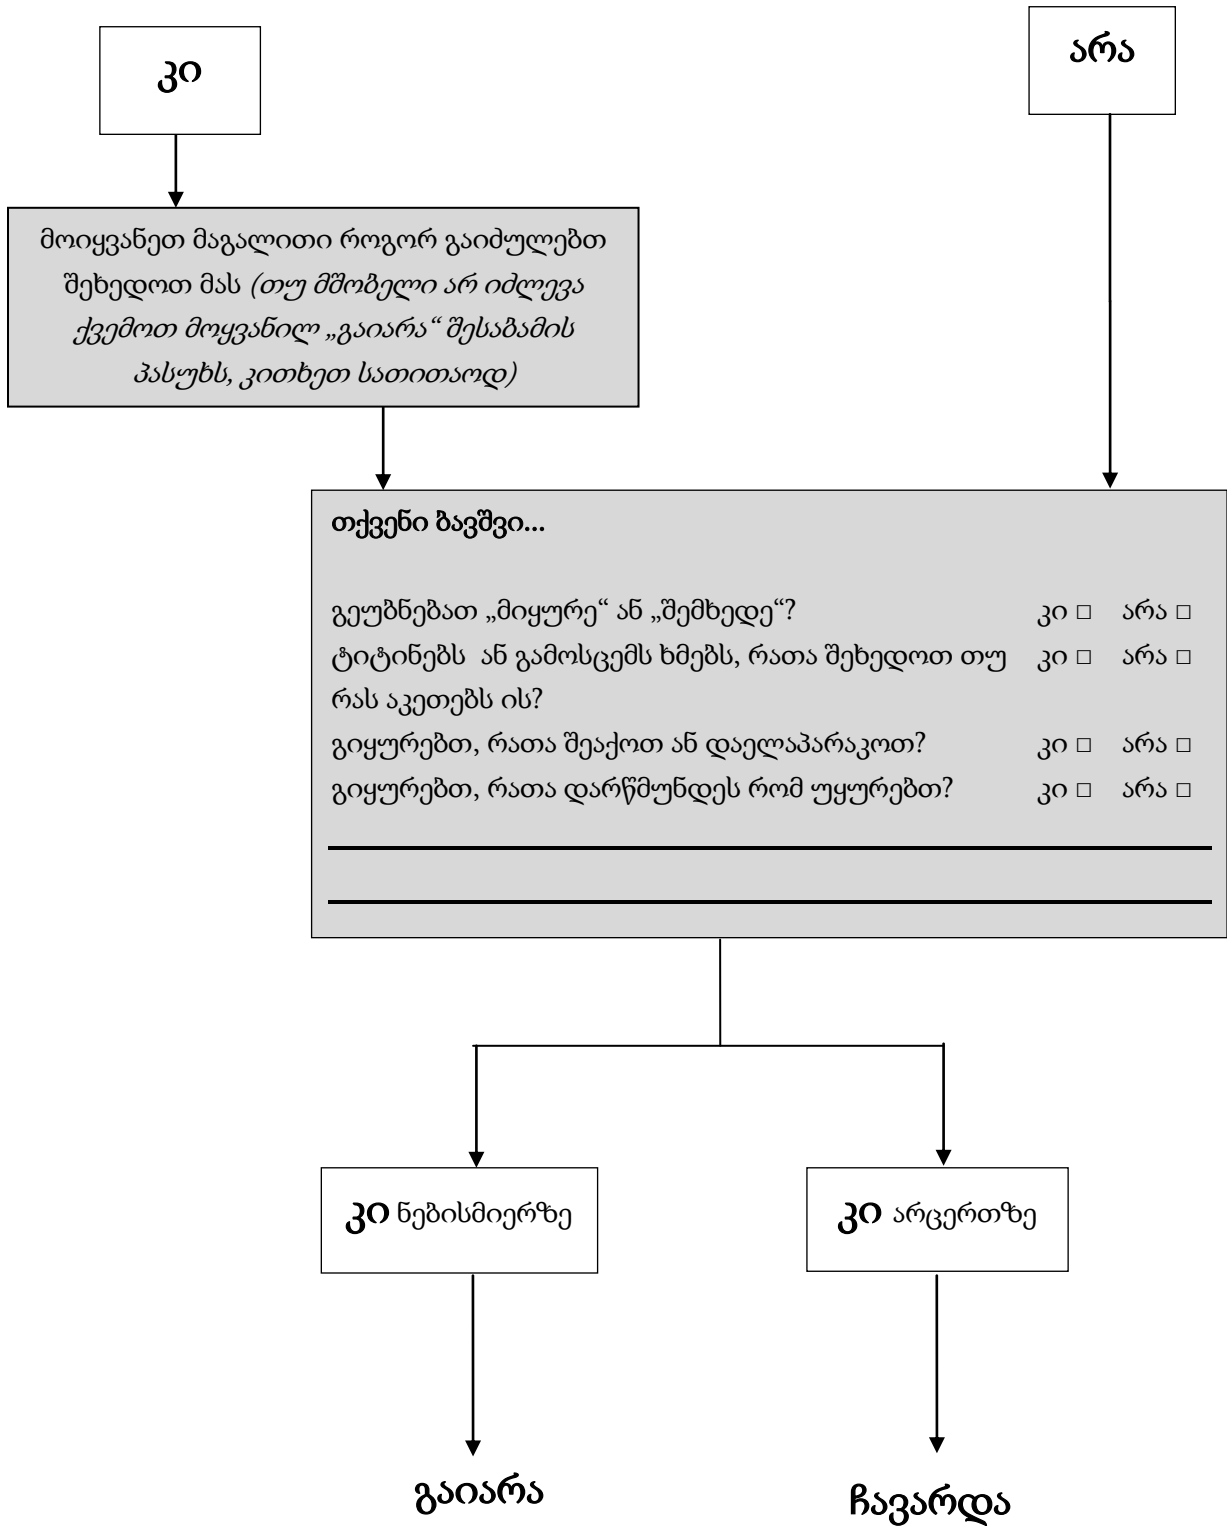 კი
არა
მოიყვანეთ მაგალითი როგორ გაიძულებთ
შეხედოთ მას (თუ მშობელი არ იძლევა
ქვემოთ მოყვანილ „გაიარა“ შესაბამის
პასუხს, კითხეთ სათითაოდ)
თქვენი ბავშვი...
გეუბნებათ „მიყურე“ ან „შემხედე“? კი □ არა □
ტიტინებს ან გამოსცემს ხმებს, რათა შეხედოთ თუ კი □ არა □
რას აკეთებს ის?
გიყურებთ, რათა შეაქოთ ან დაელაპარაკოთ? კი □ არა □
გიყურებთ, რათა დარწმუნდეს რომ უყურებთ? კი □ არა □
კი ნებისმიერზე
კი არცერთზე
გაიარა
ჩავარდა